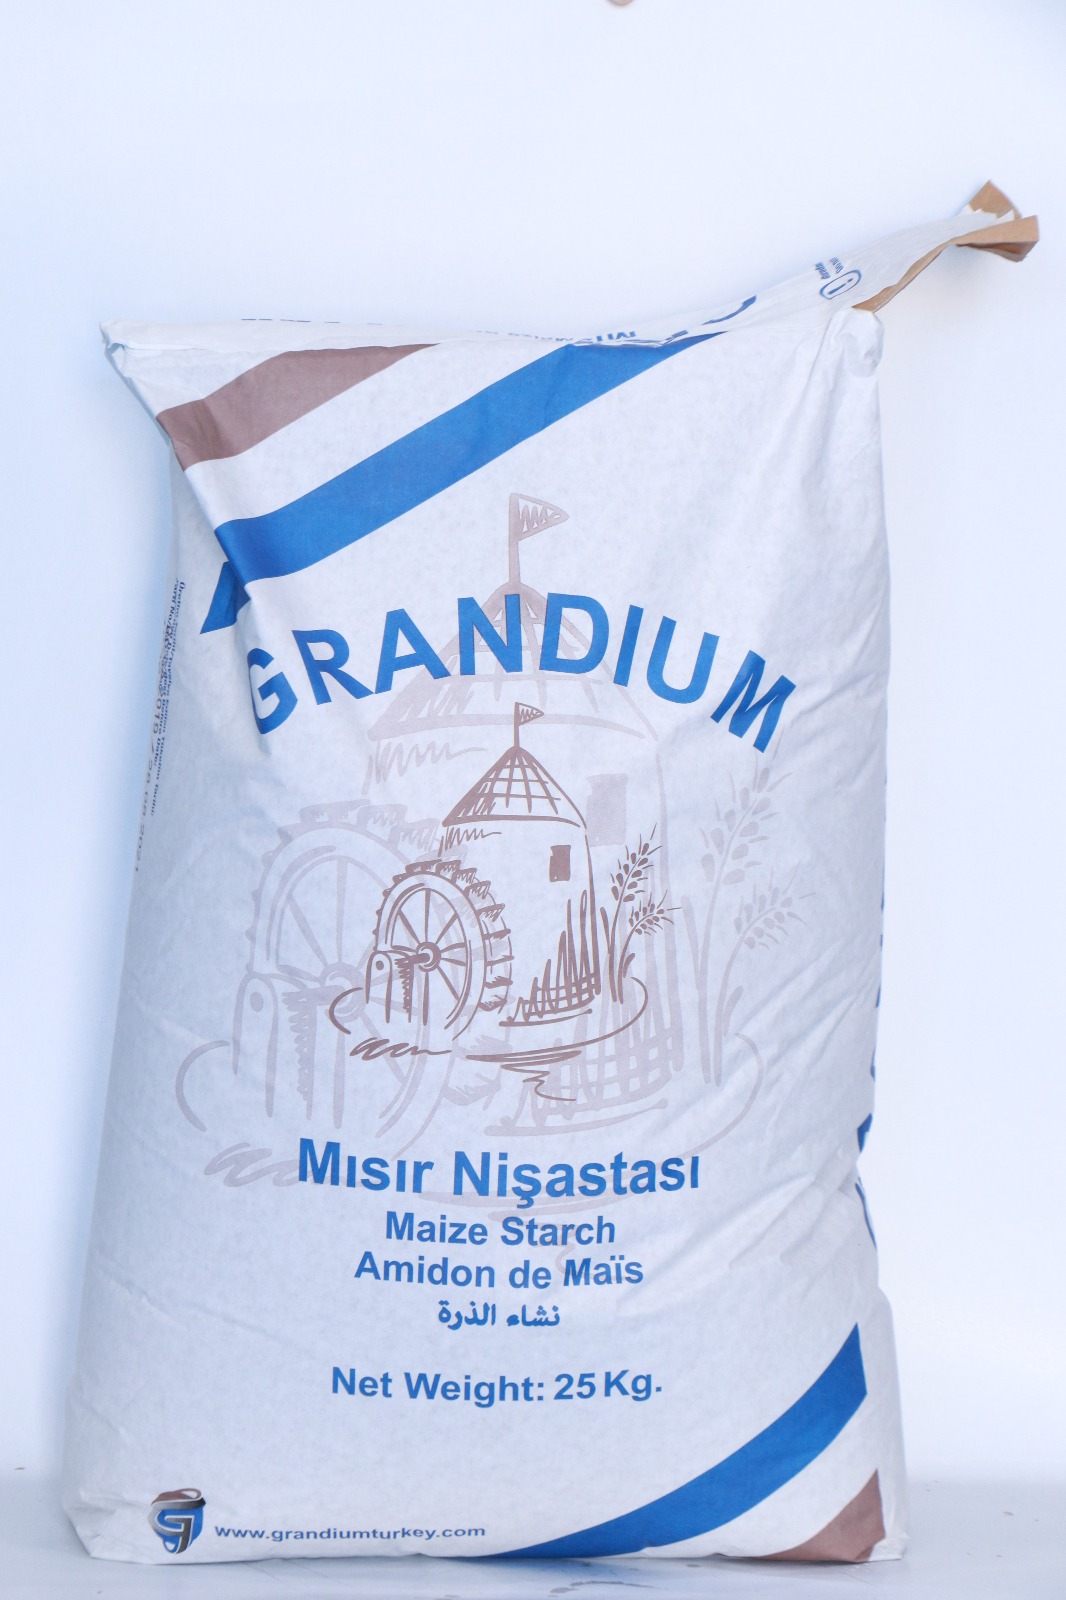 GRANDIUM
Mısır Nişastası
Maize Starch
Amidon de Maïs
نشاء الذرة
Net Weight: 25 Kg.
www.grandiumturkey.com